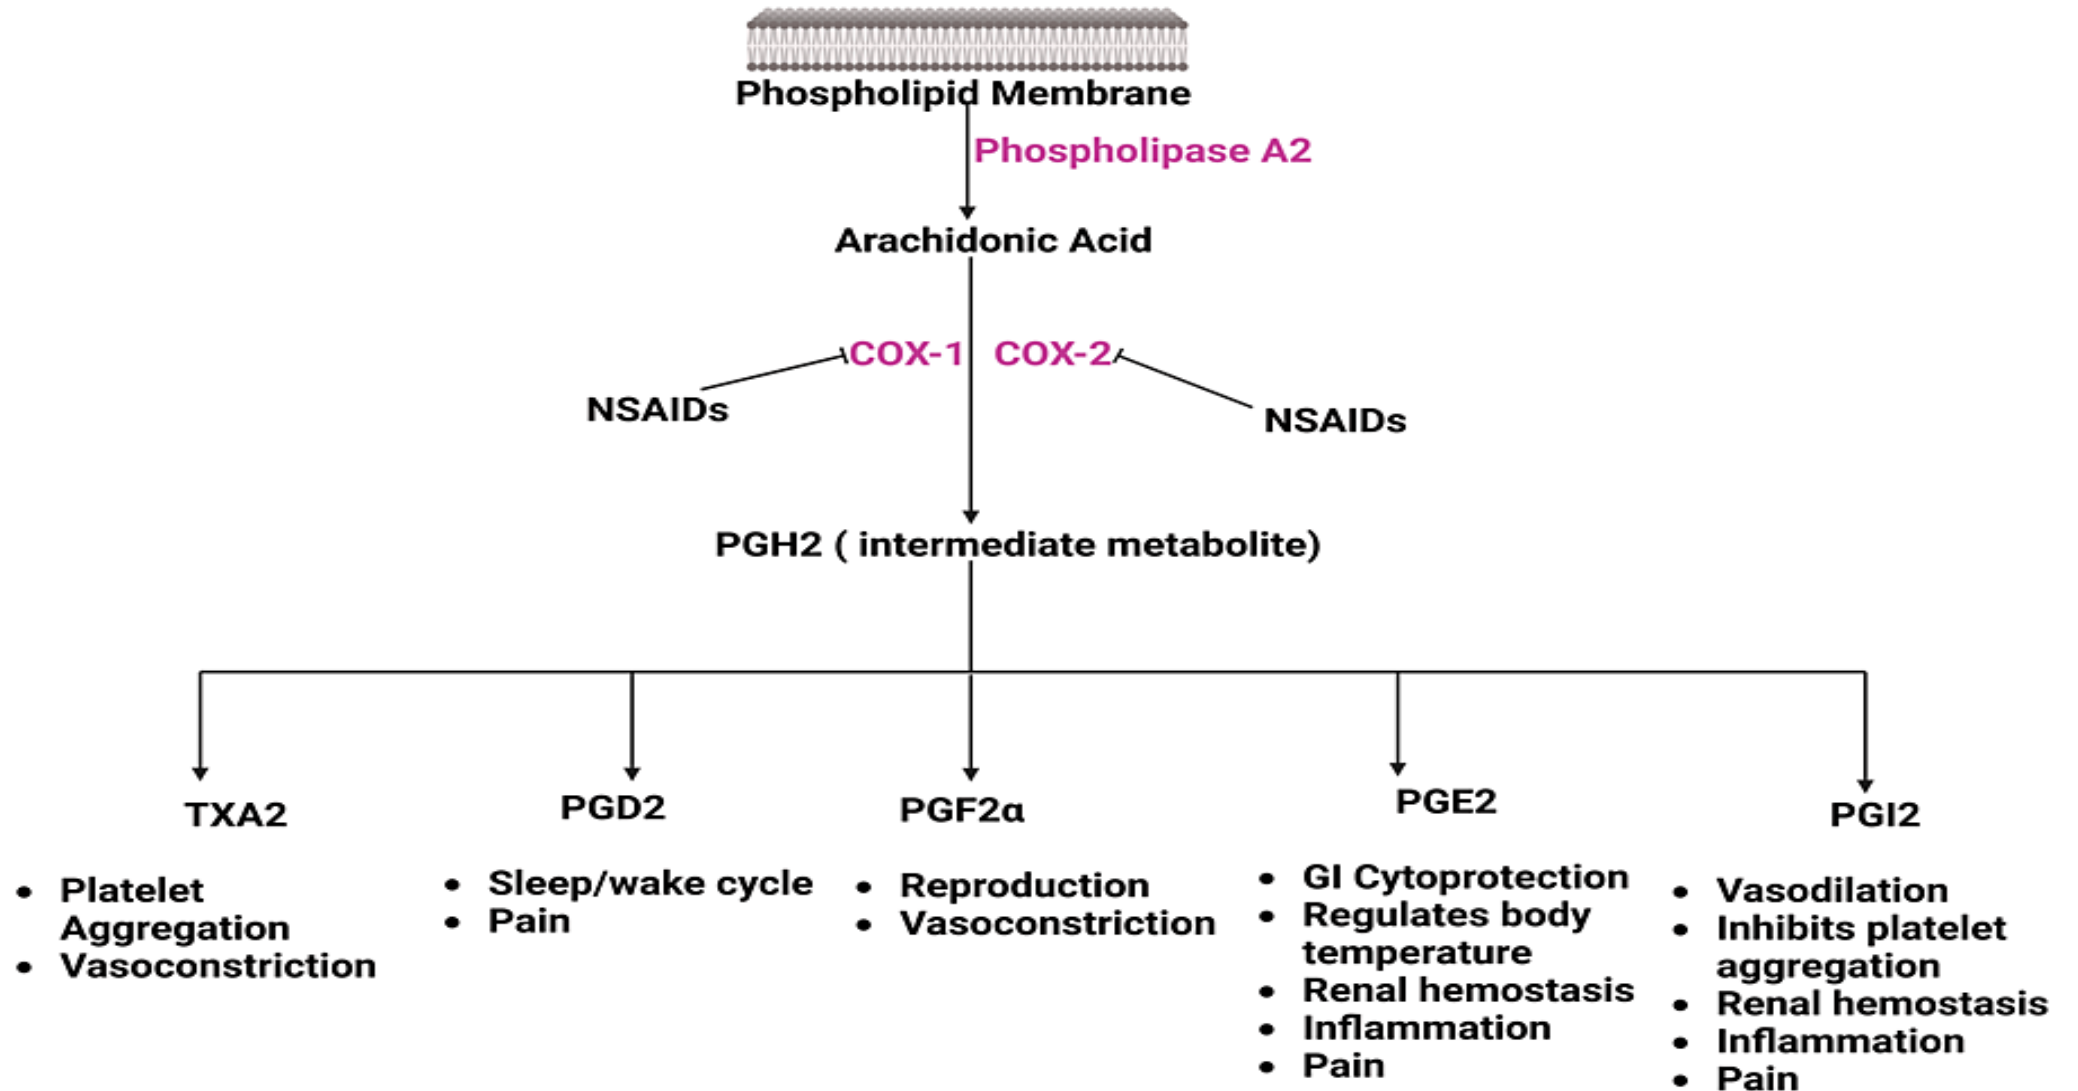 Phospholipid Membrane
Phospholipase A2
Arachidonic Acid
COX-1 COX-2
NSAIDs
NSAIDs
PGH2 ( intermediate metabolite)
TXA2
• Platelet
Aggregation
• Vasoconstriction
PGD2
• Sleep/wake cycle
• Pain
PGF2α
• Reproduction
• Vasoconstriction
PGE2
• GI Cytoprotection
• Regulates body
temperature
• Renal hemostasis
• Inflammation
• Pain
PGI2
• Vasodilation
• Inhibits platelet
aggregation
• Renal hemostasis
• Inflammation
• Pain